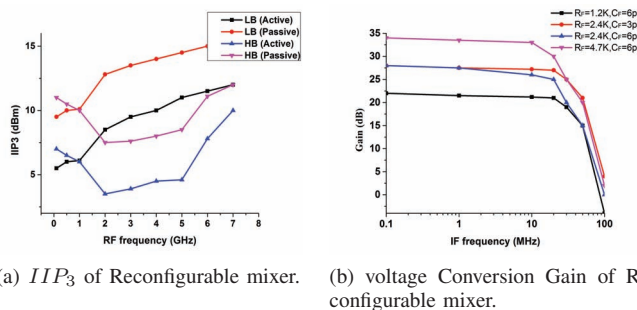 LB (Active)
LB (Passive)
HB (Active)
HB (Passive)
15
10
5
IIP3 (dBm)
0 1 2 3 4 5 6 7 8
RF frequency (GHz)
(a) IIP3 of Reconfigurable mixer.
RF=1.2K,CF=6p
RF=2.4K,CF=3p
RF=2.4K,CF=6p
RF=4.7K,CF=6p
35
30
25
20
15
10
5
0
Gain (dB)
0.1 1 10 100
IF frequency (MHz)
(b) voltage Conversion Gain of R
configurable mixer.